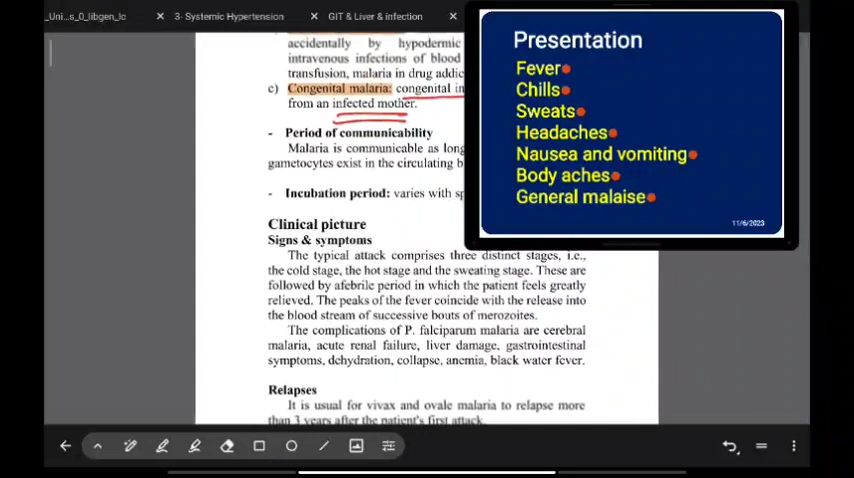 _Uni...s_0_libgen_lc
3- Systemic Hypertension
GIT & Liver & infection
accidentally by hypodermic
intravenous infections of blood
transfusion, malaria in drug addic
c) Congenital malaria: congenital in
from an infected mother.
- Period of communicability
Malaria is communicable as long
gametocytes exist in the circulating b
- Incubation period: varies with sp
Clinical picture
Signs & symptoms
The typical attack comprises three distinct stages, i.e.,
the cold stage, the hot stage and the sweating stage. These are
followed by afebrile period in which the patient feels greatly
relieved. The peaks of the fever coincide with the release into
the blood stream of successive bouts of merozoites.
The complications of P. falciparum malaria are cerebral
malaria, acute renal failure, liver damage, gastrointestinal
symptoms, dehydration, collapse, anemia, black water fever.
Relapses
It is usual for vivax and ovale malaria to relapse more
than 3 years after the patient's first attack.
Presentation
Fever
Chills
Sweats
Headaches
Nausea and vomiting
Body aches
General malaise
11/6/2023